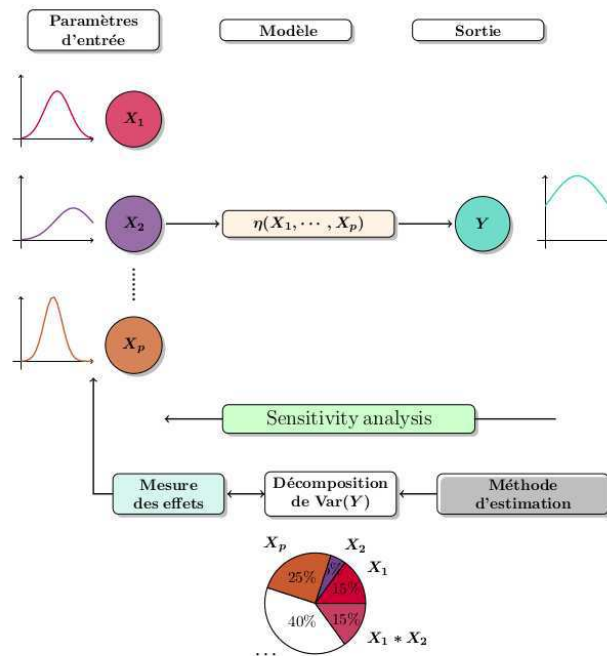 Paramètres
d'entrée
Modèle
Sortie
X₁
X₂
η(X₁, ⋯ , Xₚ)
Y
Xₚ
Sensitivity analysis
Mesure
des effets
Décomposition
de Var(Y)
Méthode
d'estimation
Xₚ
X₂
X₁
25%
15%
40%
15%
X₁ * X₂
...